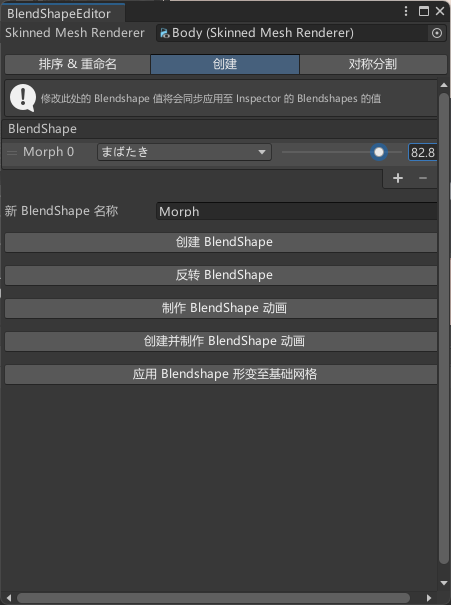 BlendShapeEditor
Skinned Mesh Renderer Body (Skinned Mesh Renderer)
排序 & 重命名 创建 对称分割
修改此处的 Blendshape 值将会同步应用至 Inspector 的 Blendshapes 的值
BlendShape
Morph 0 まばたき 82.8
新 BlendShape 名称 Morph
创建 BlendShape
反转 BlendShape
制作 BlendShape 动画
创建并制作 BlendShape 动画
应用 Blendshape 形变至基础网格